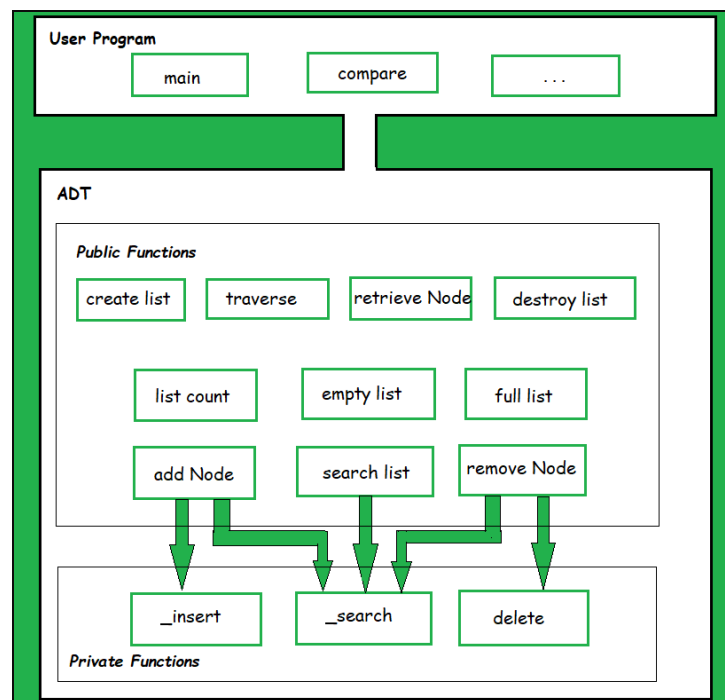 User Program
main
compare
...
ADT
Public Functions
create list
traverse
retrieve Node
destroy list
list count
empty list
full list
add Node
search list
remove Node
_insert
_search
delete
Private Functions